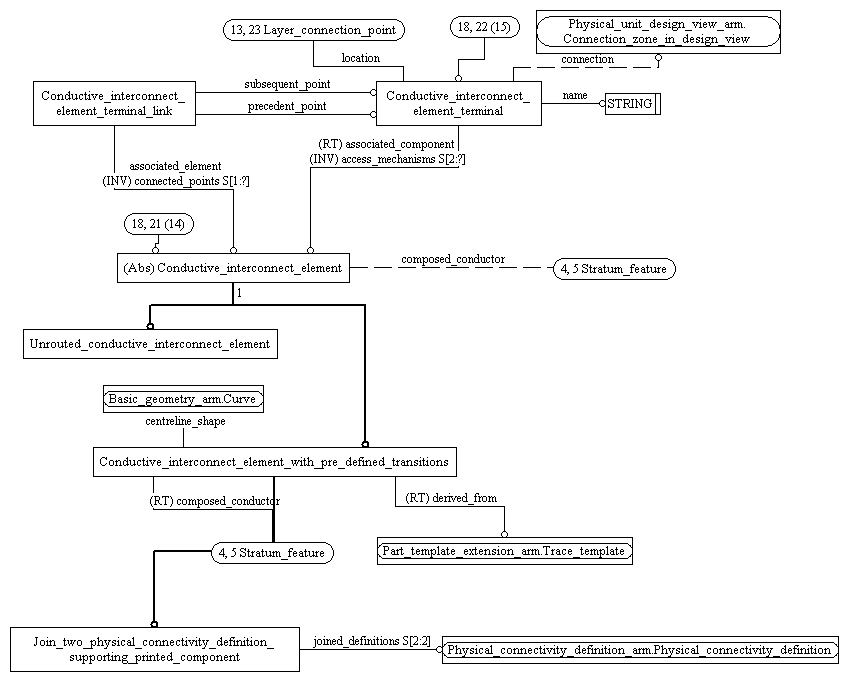 13, 23 Layer_connection_point
18, 22 (15)
Physical_unit_design_view_arm.
Connection_zone_in_design_view
location
connection
Conductive_interconnect_
element_terminal_link
subsequent_point
precedent_point
Conductive_interconnect_
element_terminal
name
STRING
(RT) associated_component
(INV) access_mechanisms S[2:?]
associated_element
(INV) connected_points S[1:?]
18, 21 (14)
(Abs) Conductive_interconnect_element
composed_conductor
4, 5 Stratum_feature
1
Unrouted_conductive_interconnect_element
Basic_geometry_arm.Curve
centreline_shape
Conductive_interconnect_element_with_pre_defined_transitions
(RT) composed_conductor
(RT) derived_from
4, 5 Stratum_feature
Part_template_extension_arm.Trace_template
Join_two_physical_connectivity_definition_
supporting_printed_component
joined_definitions S[2:2]
Physical_connectivity_definition_arm.Physical_connectivity_definition